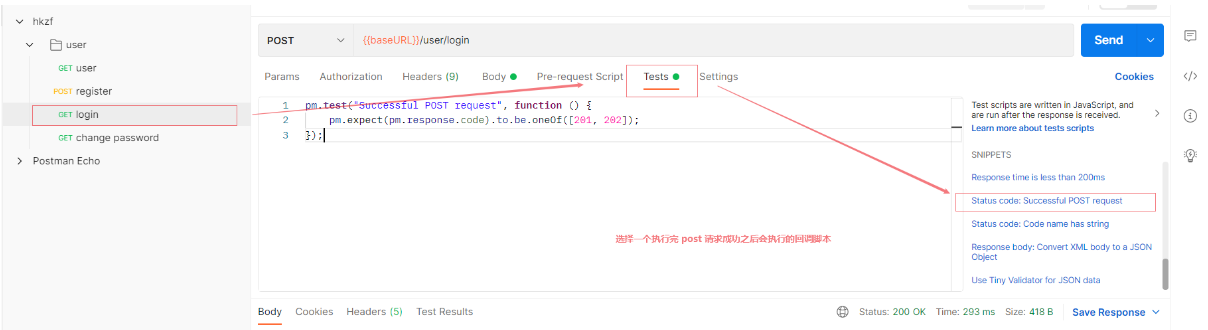 hkzf
user
GET user
POST register
GET login
GET change password
Postman Echo
POST
{{baseURL}}/user/login
Send
Params
Authorization
Headers (9)
Body
Pre-request Script
Tests
Settings
Cookies
1 pm.test("Successful POST request", function () {
2 pm.expect(pm.response.code).to.be.oneOf([201, 202]);
3 });
选择一个执行完 post 请求成功之后会执行的回调脚本
Test scripts are written in JavaScript, and
are run after the response is received.
Learn more about tests scripts
SNIPPETS
Response time is less than 200ms
Status code: Successful POST request
Status code: Code name has string
Response body: Convert XML body to a JSON
Object
Use Tiny Validator for JSON data
Body
Cookies
Headers (5)
Test Results
Status: 200 OK
Time: 293 ms
Size: 418 B
Save Response